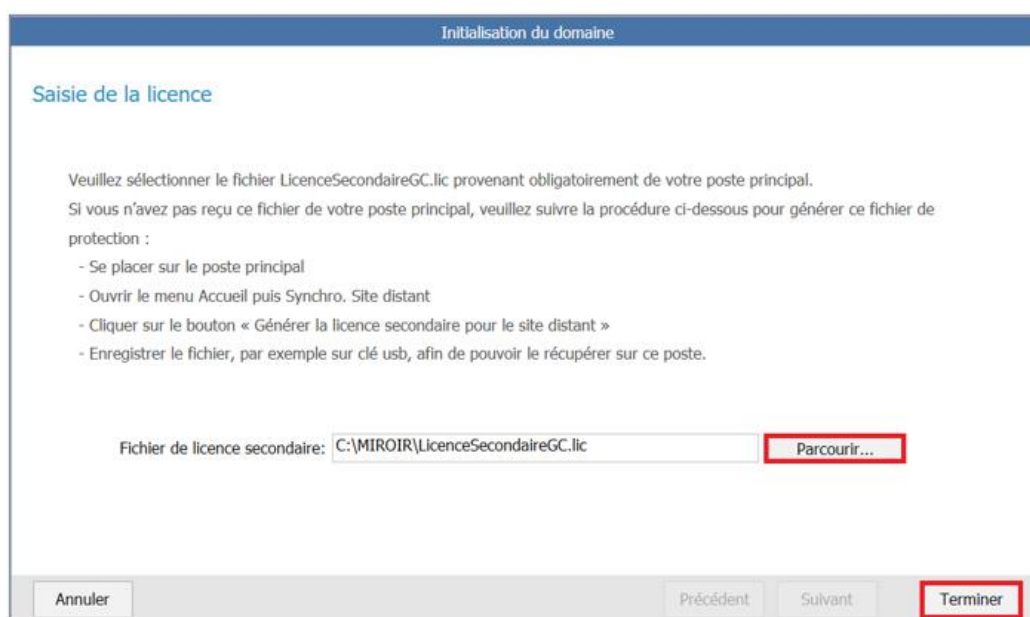 Initialisation du domaine
Saisie de la licence
Veuillez sélectionner le fichier LicenceSecondaireGC.lic provenant obligatoirement de votre poste principal.
Si vous n'avez pas reçu ce fichier de votre poste principal, veuillez suivre la procédure ci-dessous pour générer ce fichier de
protection :
- Se placer sur le poste principal
- Ouvrir le menu Accueil puis Synchro. Site distant
- Cliquer sur le bouton « Générer la licence secondaire pour le site distant »
- Enregistrer le fichier, par exemple sur clé usb, afin de pouvoir le récupérer sur ce poste.
Fichier de licence secondaire: C:\MIROIR\LicenceSecondaireGC.lic Parcourir...
Annuler Précédent Suivant Terminer